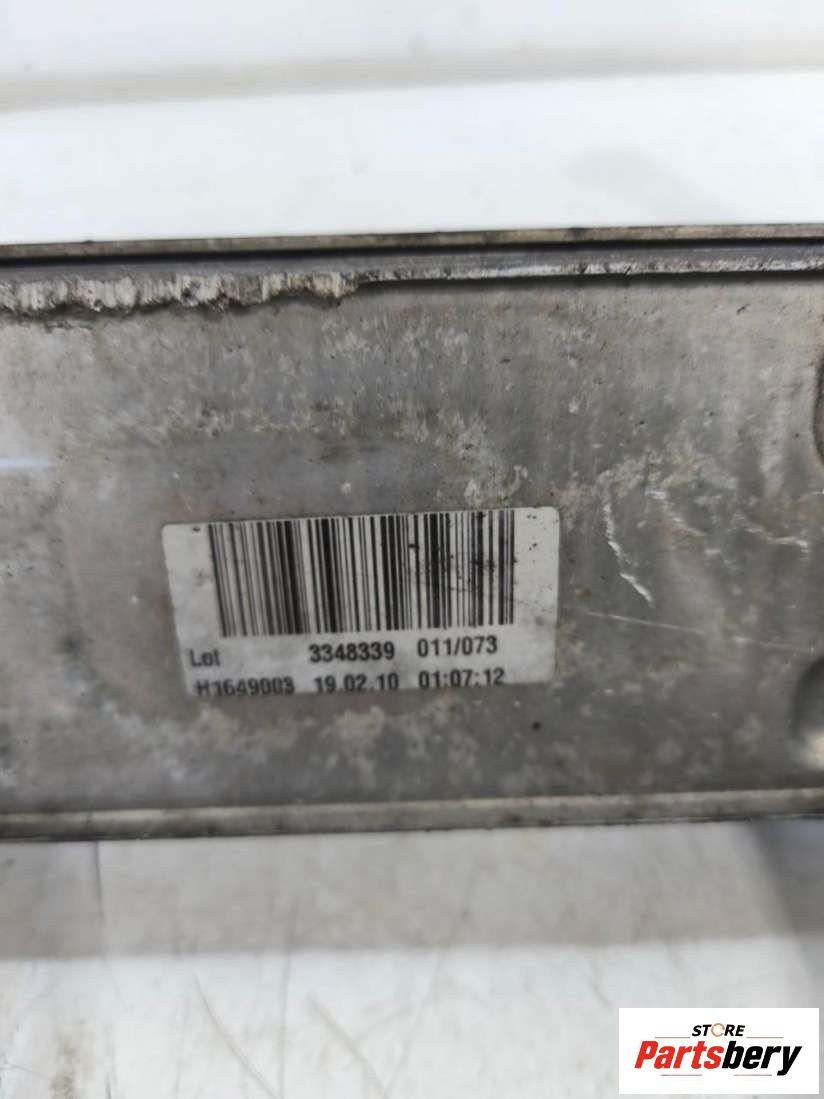 Lot 3348339 011/073
H1649003 19.02.10 01:07:12
STORE
Partsbery